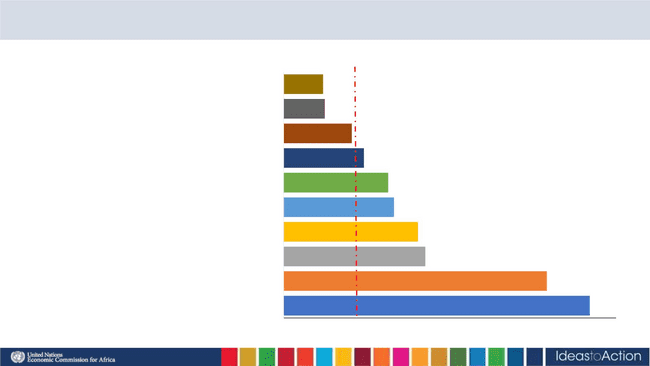 United Nations
Economic Commission for Africa
IdeastoAction